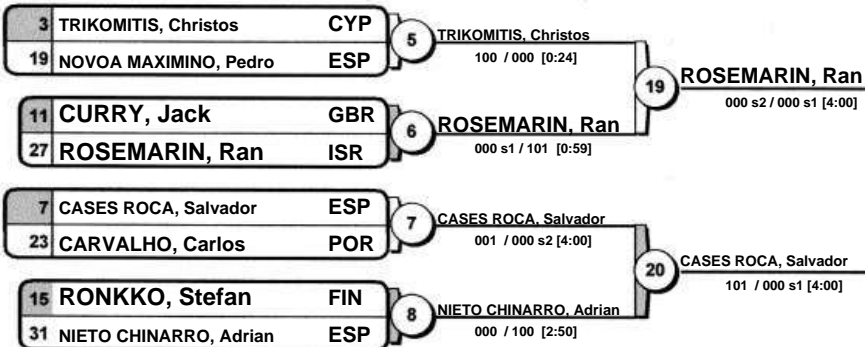 3 TRIKOMITIS, Christos CYP
19 NOVOA MAXIMINO, Pedro ESP
5
TRIKOMITIS, Christos
100 / 000 [0:24]
11 CURRY, Jack GBR
27 ROSEMARIN, Ran ISR
6
ROSEMARIN, Ran
000 s1 / 101 [0:59]
19
ROSEMARIN, Ran
000 s2 / 000 s1 [4:00]
7 CASES ROCA, Salvador ESP
23 CARVALHO, Carlos POR
7
CASES ROCA, Salvador
001 / 000 s2 [4:00]
15 RONKKO, Stefan FIN
31 NIETO CHINARRO, Adrian ESP
8
NIETO CHINARRO, Adrian
000 / 100 [2:50]
20
CASES ROCA, Salvador
101 / 000 s1 [4:00]